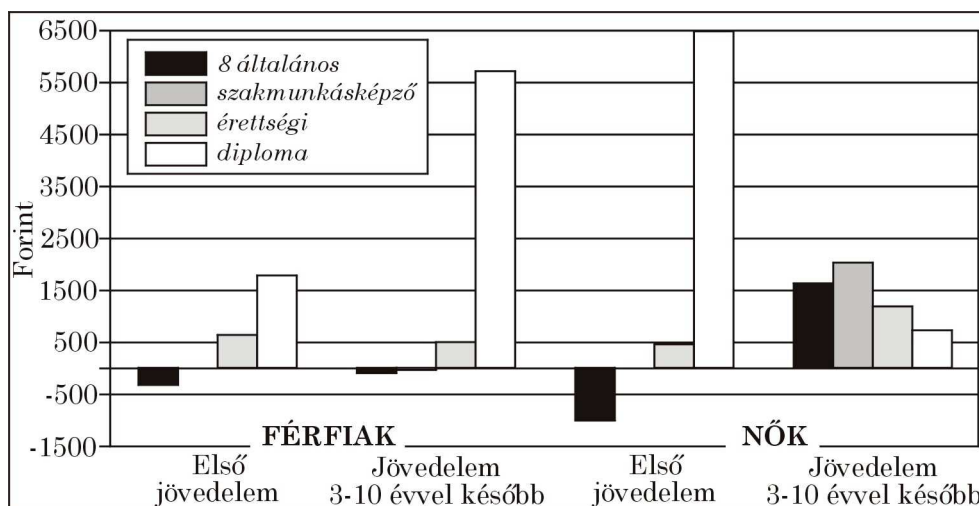 6500
5500
4500
3500
2500
1500
500
-500
-1500
Forint
8 általános
szakmunkásképző
érettségi
diploma
FÉRFIAK
NŐK
Első
jövedelem
Jövedelem
3-10 évvel később
Első
jövedelem
Jövedelem
3-10 évvel később